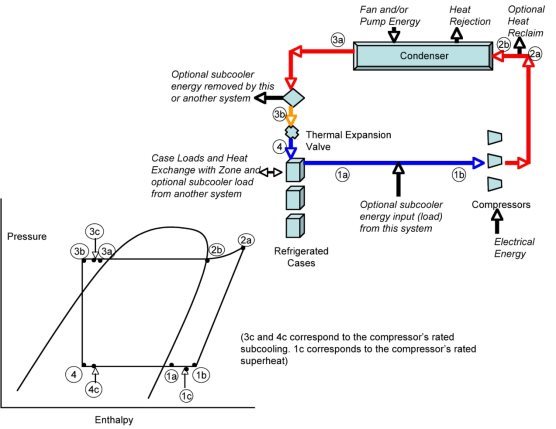 Fan and/or
Pump Energy
Heat
Rejection
Optional
Heat
Reclaim
3a
2b
2a
Condenser
Optional subcooler
energy removed by this
or another system
3b
Thermal Expansion
Valve
4
Case Loads and Heat
Exchange with Zone and
optional subcooler load
from another system
1a
1b
Optional subcooler
energy input (load)
from this system
Compressors
Refrigerated
Cases
Electrical
Energy
Pressure
3c
3b
3a
2b
2a
(3c and 4c correspond to the compressor's rated
subcooling. 1c corresponds to the compressor's rated
superheat)
4
4c
1a
1b
1c
Enthalpy